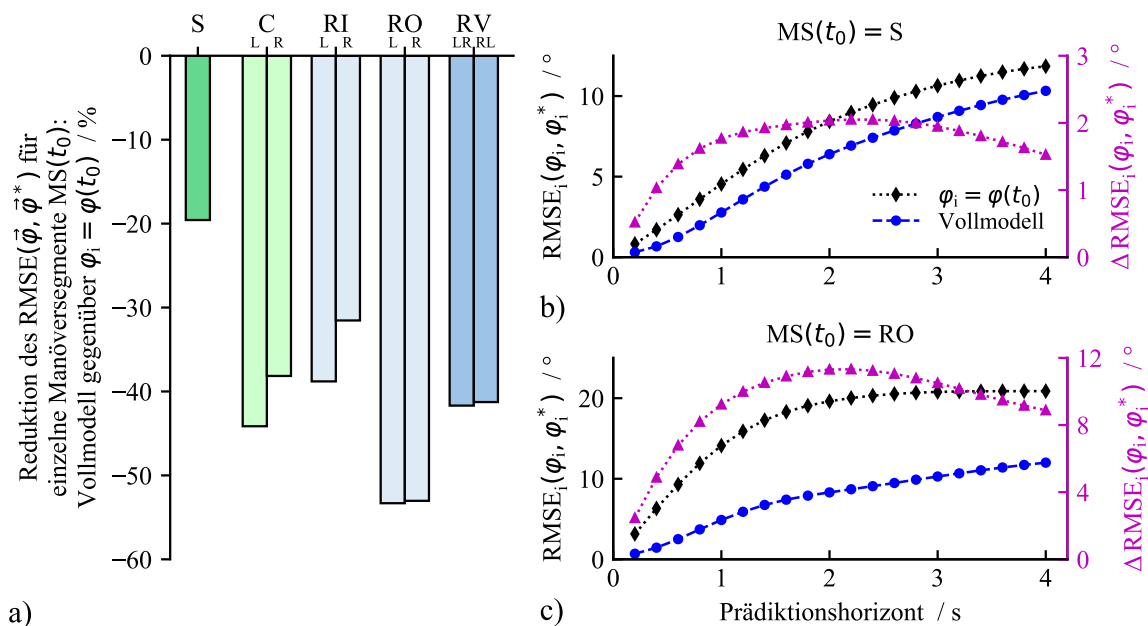 S C RI RO RV
L R L R L R LR RL
0
−10
−20
−30
−40
−50
−60
Reduktion des RMSE(φ⃗, φ⃗*) für
einzelne Manöversegmente MS(t₀):
Vollmodell gegenüber φᵢ = φ(t₀) / %
a)
MS(t₀) = S
RMSEᵢ(φᵢ, φᵢ*) / °
10
5
0
φᵢ = φ(t₀)
Vollmodell
3
2
1
0
ΔRMSEᵢ(φᵢ, φᵢ*) / °
0 1 2 3 4
b)
MS(t₀) = RO
RMSEᵢ(φᵢ, φᵢ*) / °
20
10
0
12
8
4
0
ΔRMSEᵢ(φᵢ, φᵢ*) / °
0 1 2 3 4
c)
Prädiktionshorizont / s